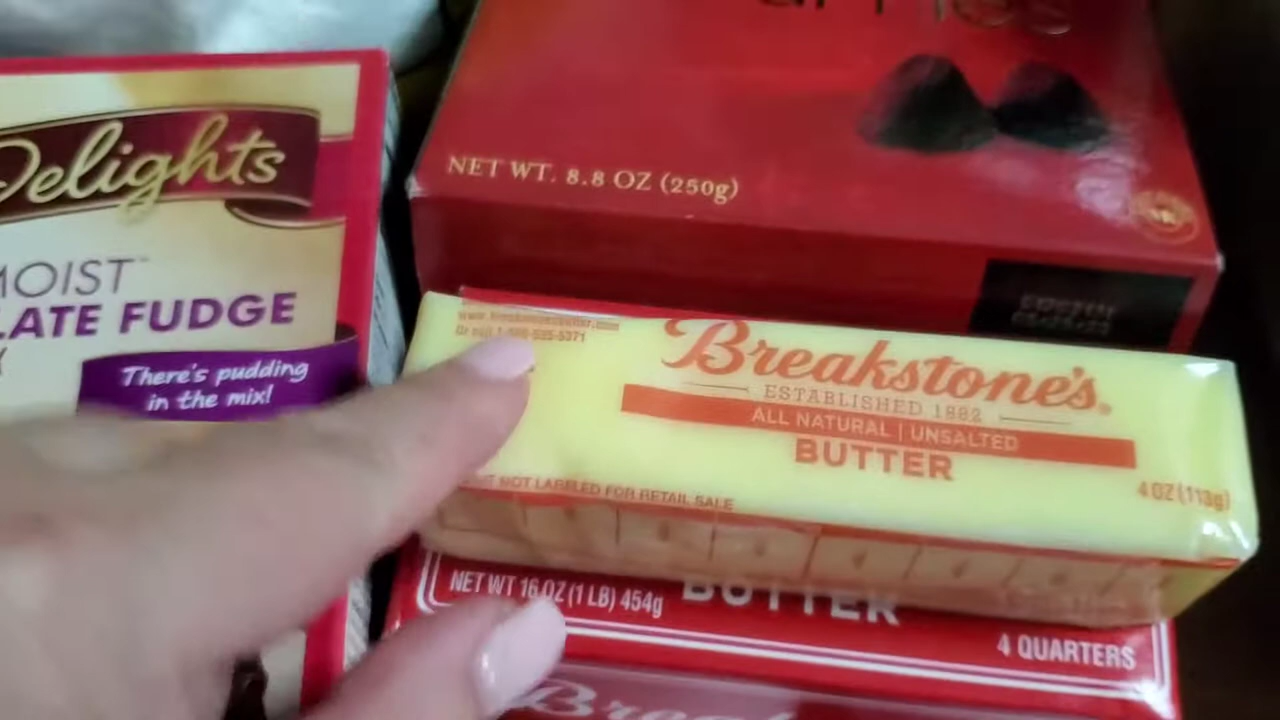 Delights
MOIST
LATE FUDGE
There's pudding
in the mix!
NET WT. 8.8 OZ (250g)
Breakstone's
ESTABLISHED 1882
ALL NATURAL | UNSALTED
BUTTER
4 OZ (113g)
NOT LABELED FOR RETAIL SALE
NET WT 16 OZ (1 LB) 454g
BUTTER
4 QUARTERS